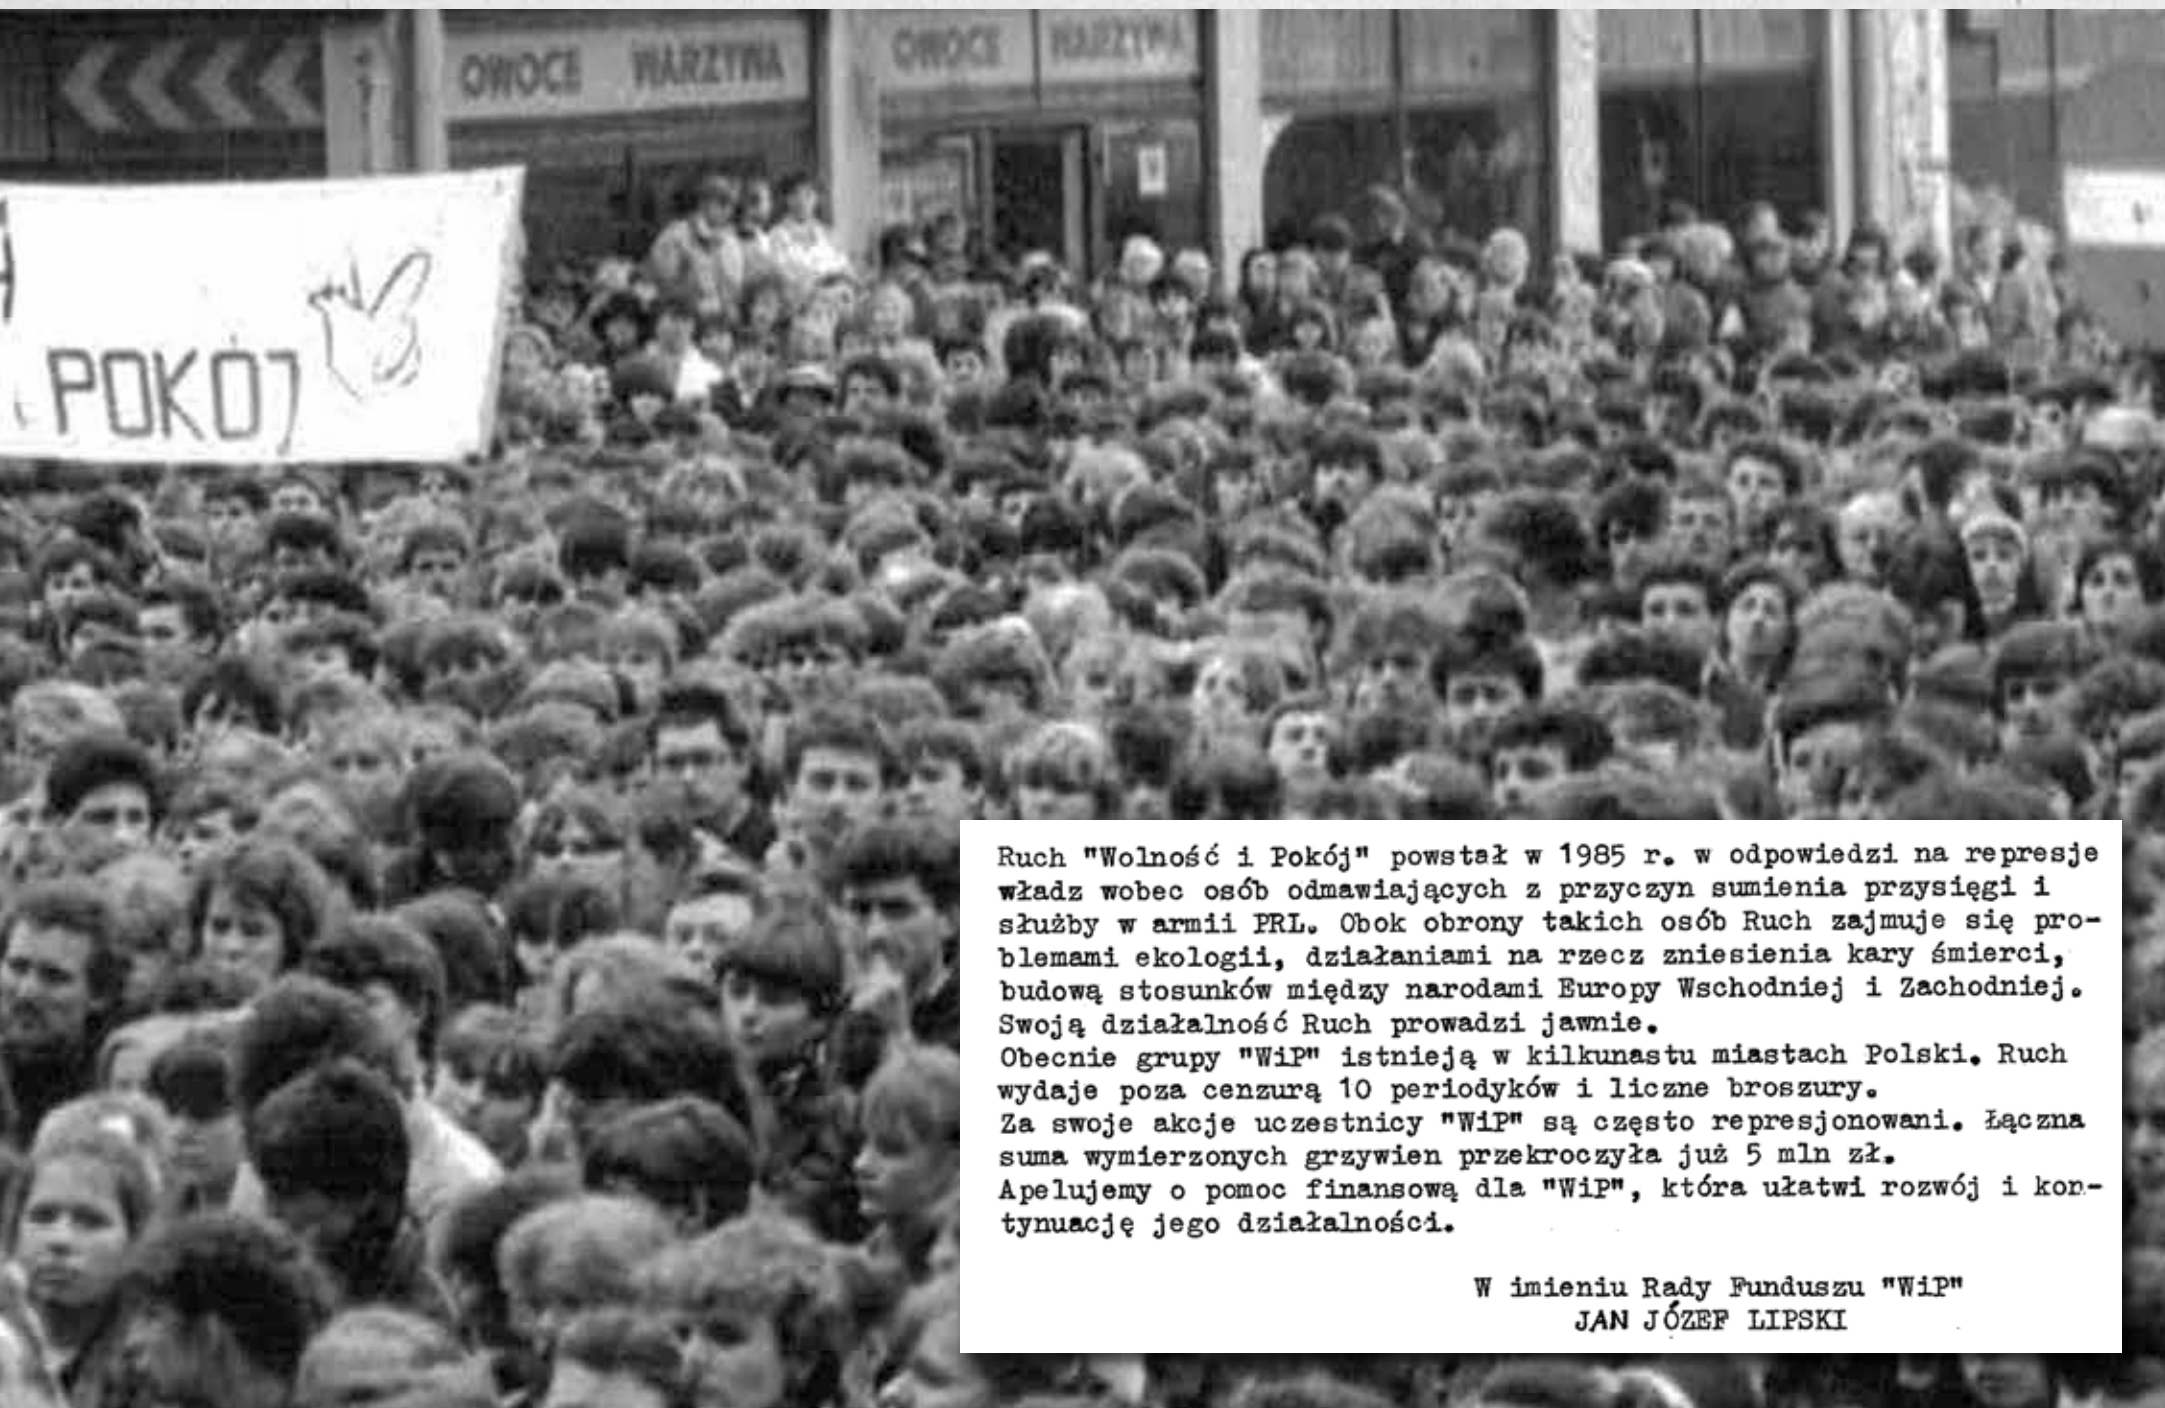 OWOCE WARZYWA
OWOCE WARZYWA
POKÓJ
Ruch "Wolność i Pokój" powstał w 1985 r. w odpowiedzi na represje
władz wobec osób odmawiających z przyczyn sumienia przysięgi i
służby w armii PRL. Obok obrony takich osób Ruch zajmuje się pro-
blemami ekologii, działaniami na rzecz zniesienia kary śmierci,
budową stosunków między narodami Europy Wschodniej i Zachodniej.
Swoją działalność Ruch prowadzi jawnie.
Obecnie grupy "WiP" istnieją w kilkunastu miastach Polski. Ruch
wydaje poza cenzurą 10 periodyków i liczne broszury.
Za swoje akcje uczestnicy "WiP" są często represjonowani. Łączna
suma wymierzonych grzywien przekroczyła już 5 mln zł.
Apelujemy o pomoc finansową dla "WiP", która ułatwi rozwój i kon-
tynuację jego działalności.
W imieniu Rady Funduszu "WiP"
JAN JÓZEF LIPSKI